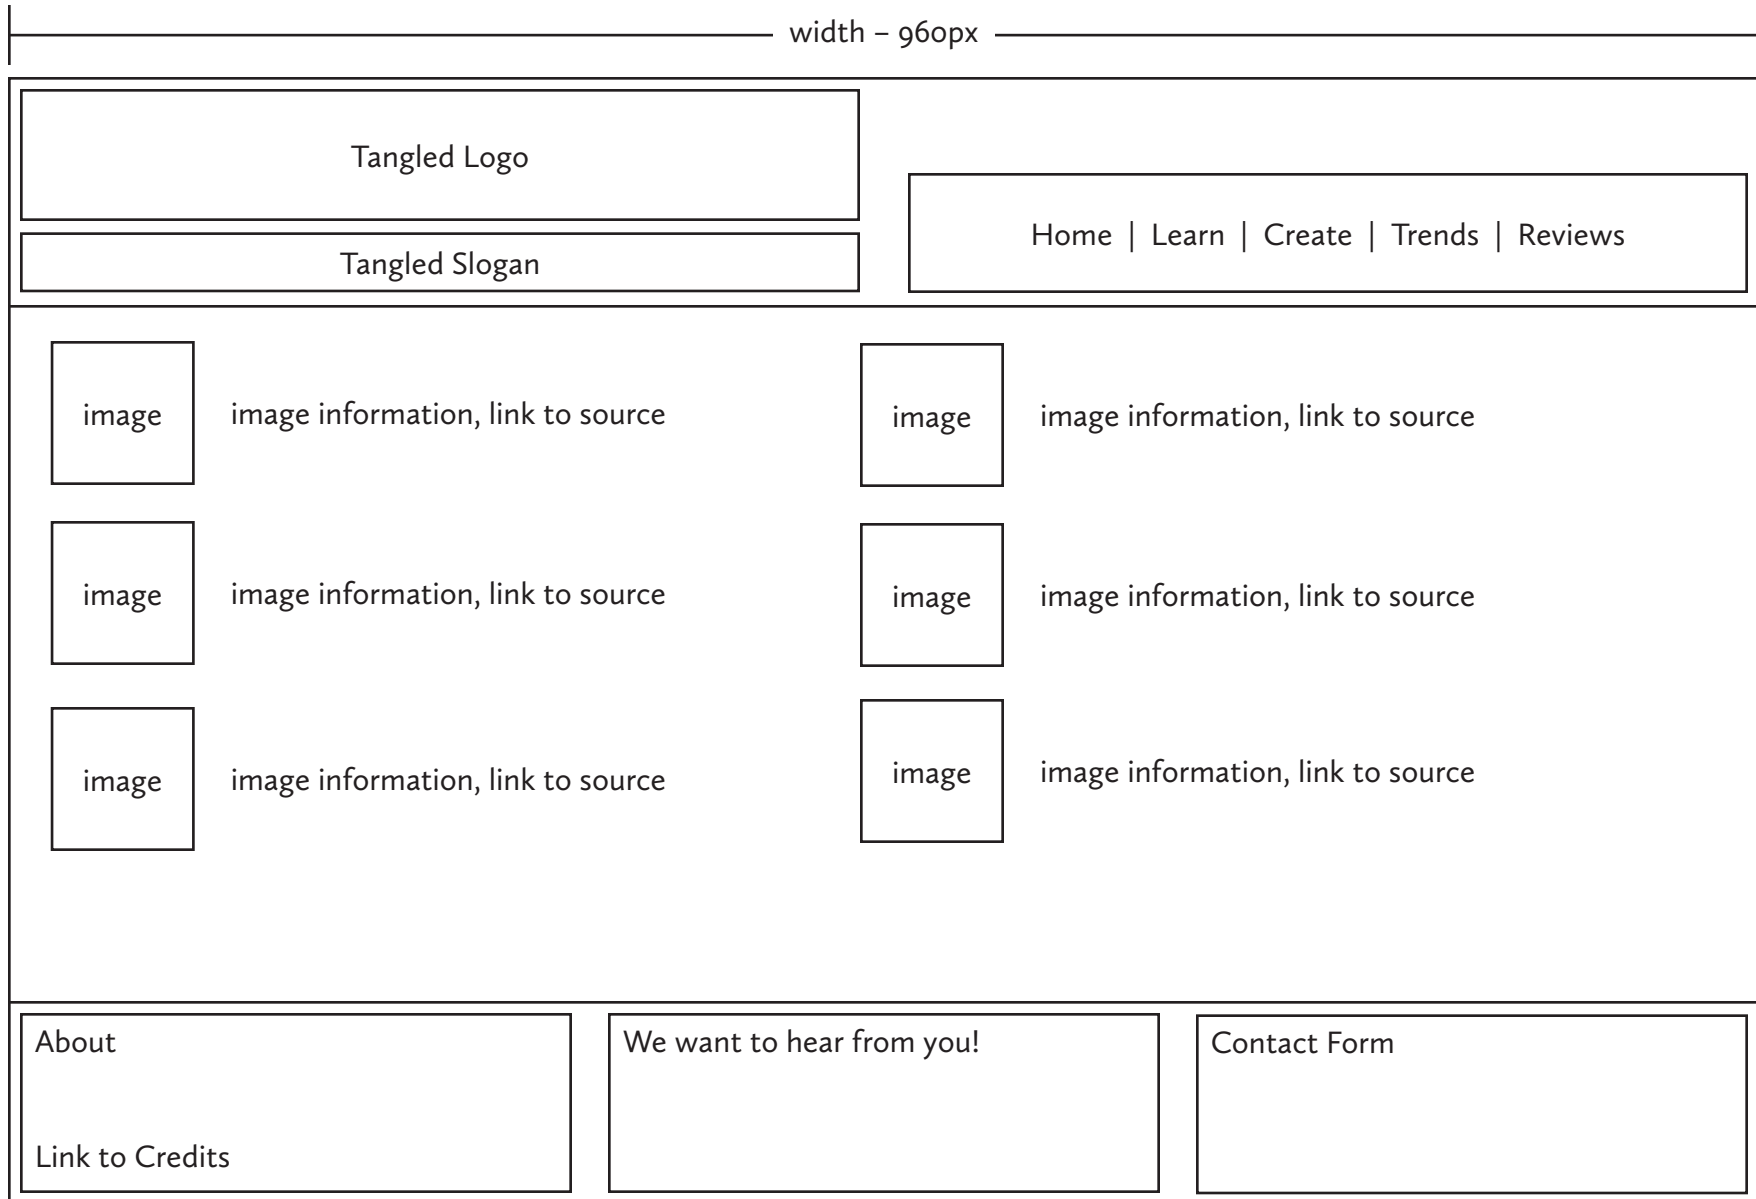 width – 960px
Tangled Logo
Tangled Slogan
Home | Learn | Create | Trends | Reviews
image
image information, link to source
image
image information, link to source
image
image information, link to source
image
image information, link to source
image
image information, link to source
image
image information, link to source
About
Link to Credits
We want to hear from you!
Contact Form